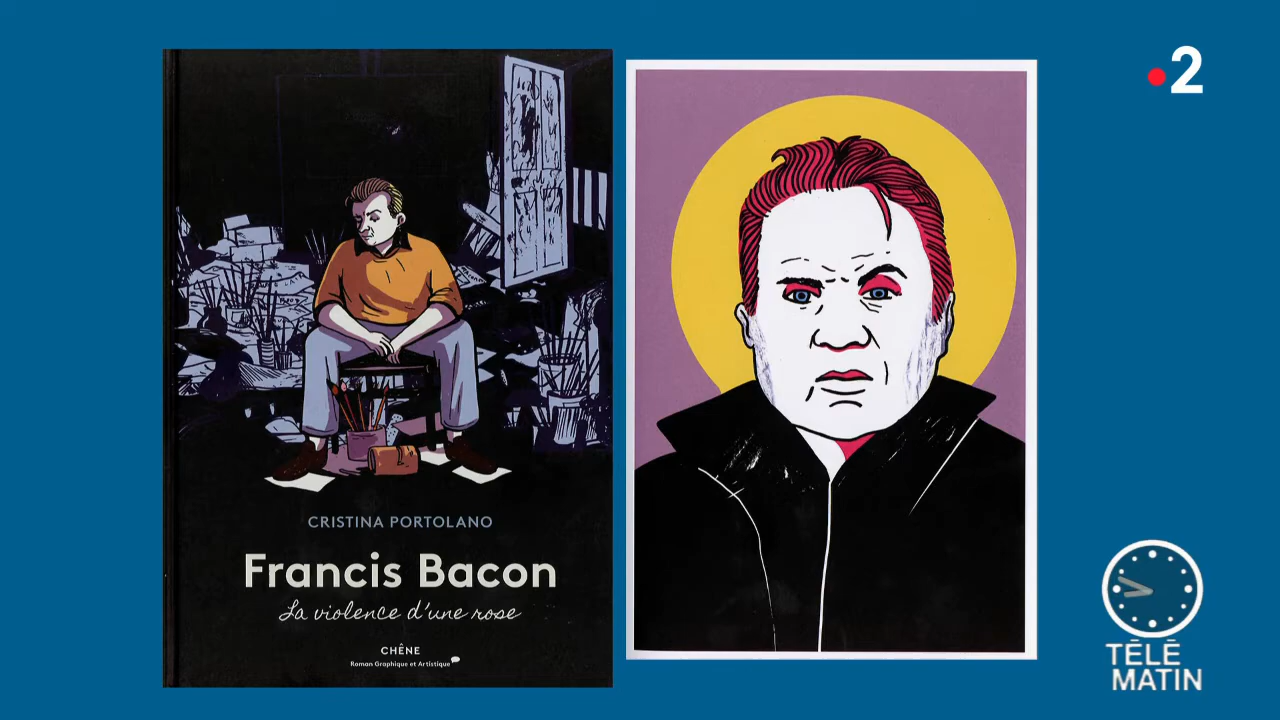 CRISTINA PORTOLANO
Francis Bacon
La violence d'une rose
CHÊNE
Roman Graphique et Artistique
2
TÉLÉ
MATIN